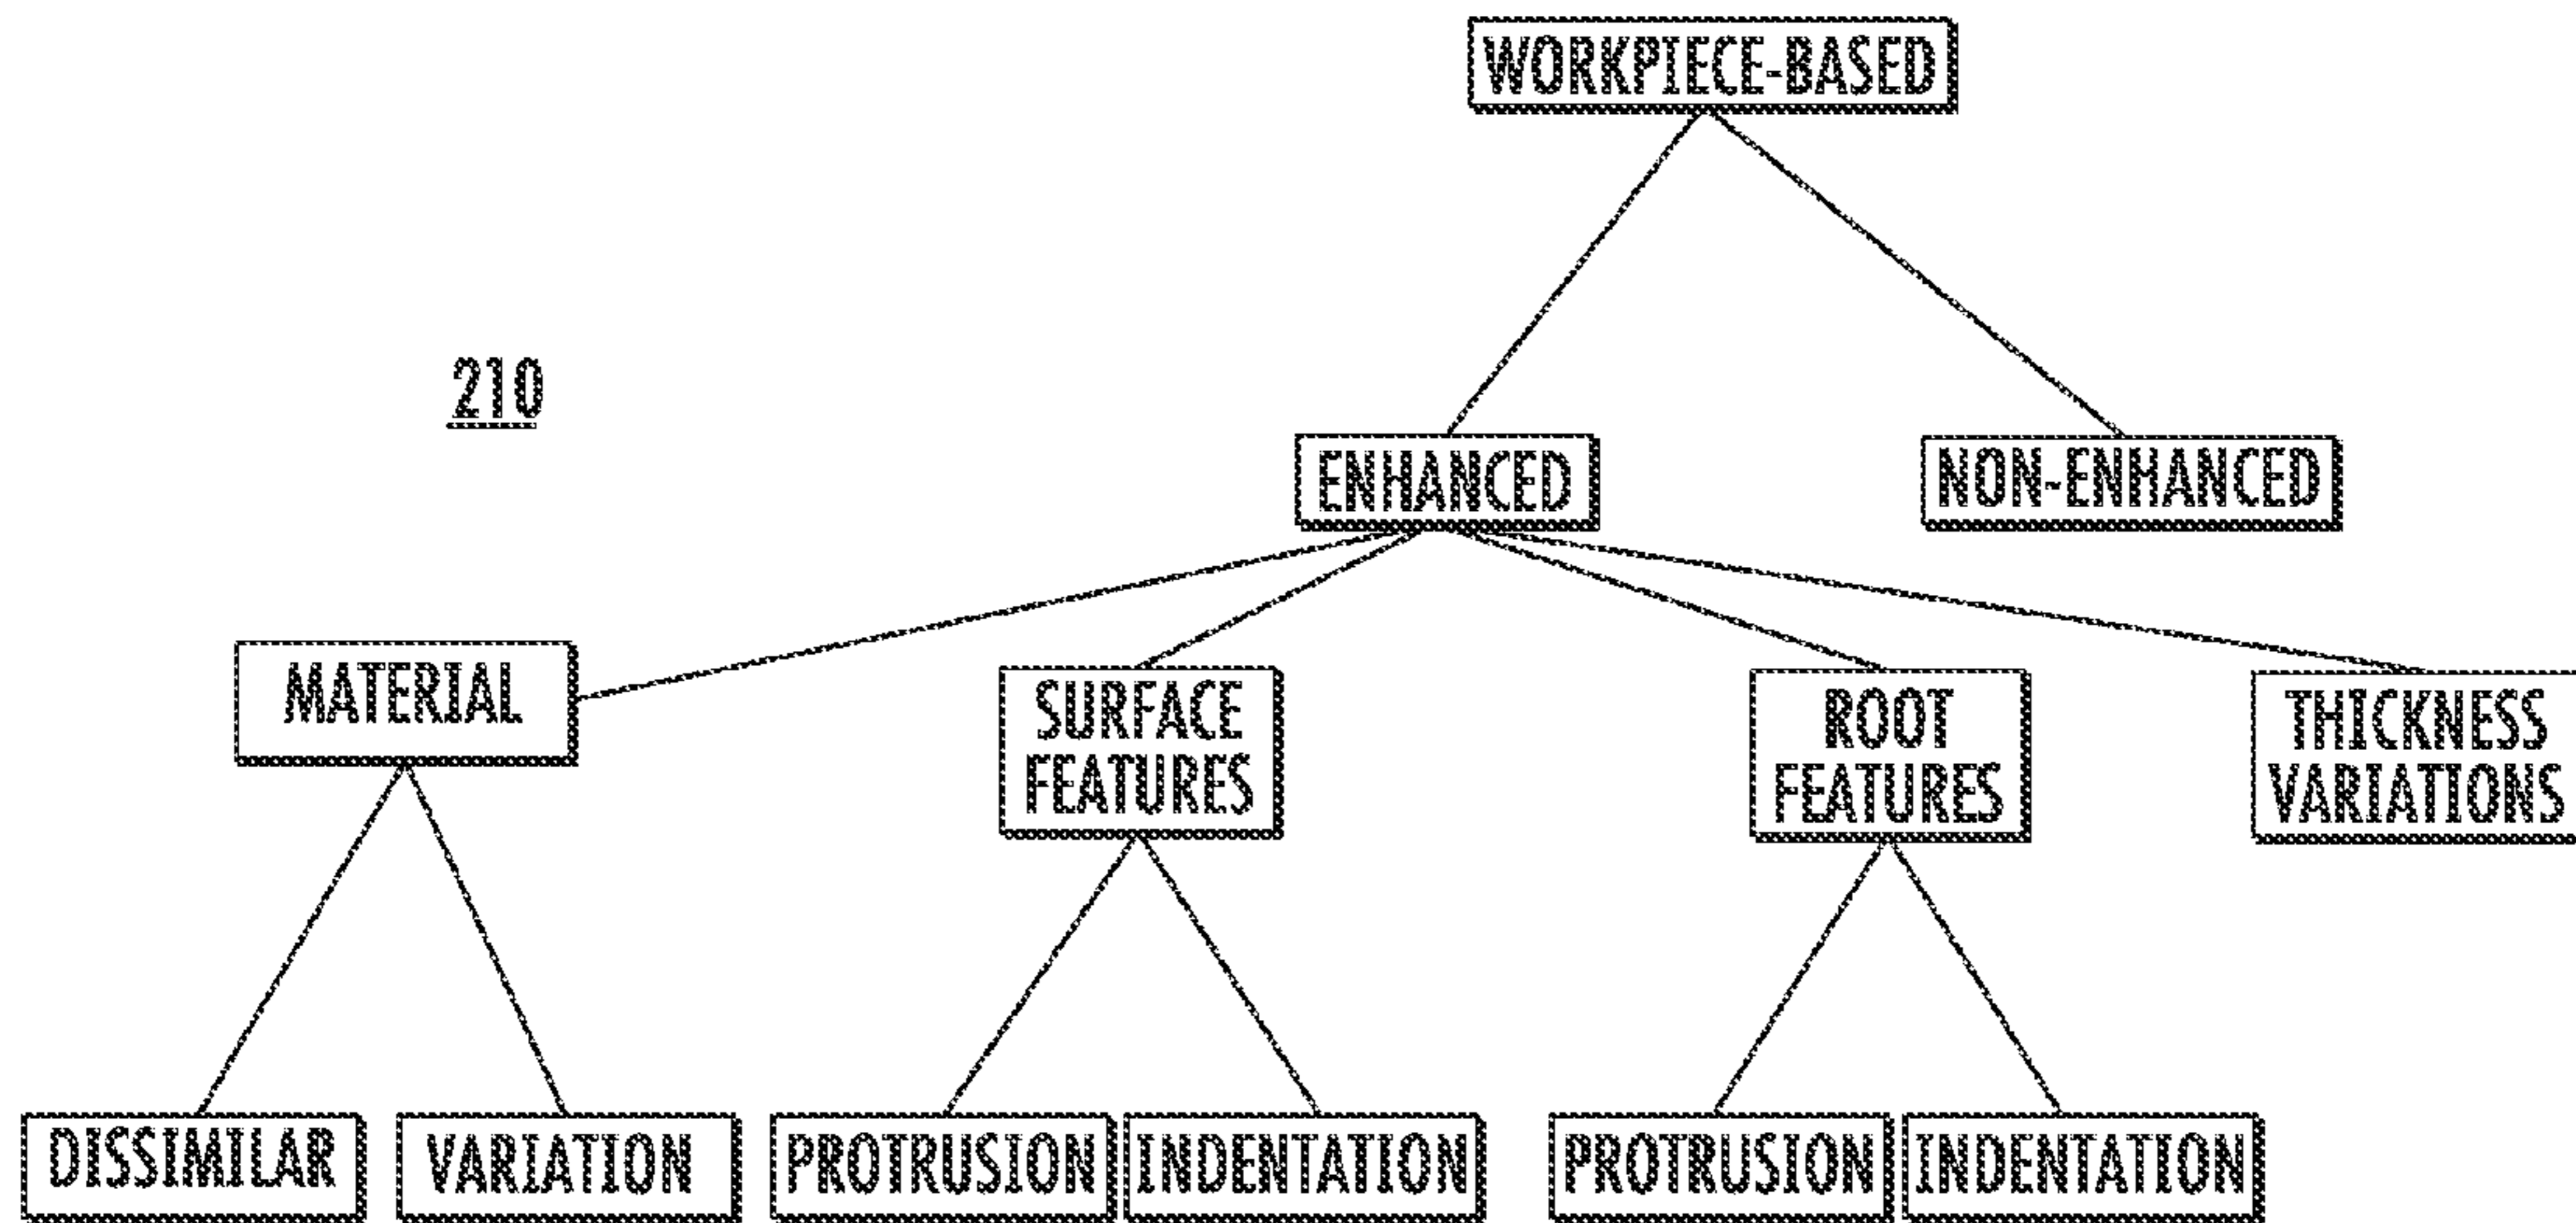 WORKPIECE-BASED
210
ENHANCED
NON-ENHANCED
MATERIAL
SURFACE
FEATURES
ROOT
FEATURES
THICKNESS
VARIATIONS
DISSIMILAR
VARIATION
PROTRUSION
INDENTATION
PROTRUSION
INDENTATION